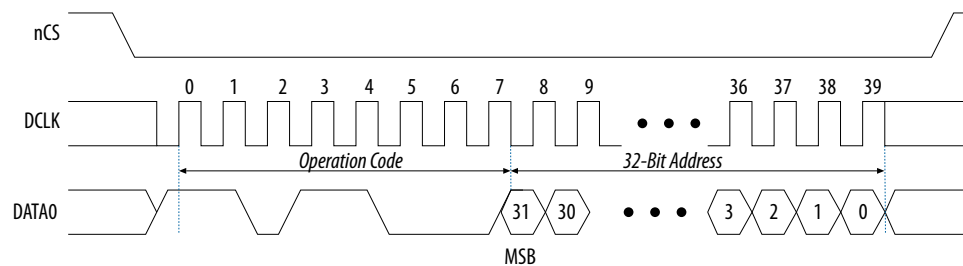 nCS
0 1 2 3 4 5 6 7 8 9 36 37 38 39
DCLK
Operation Code 32-Bit Address
DATA0 31 30 3 2 1 0
MSB